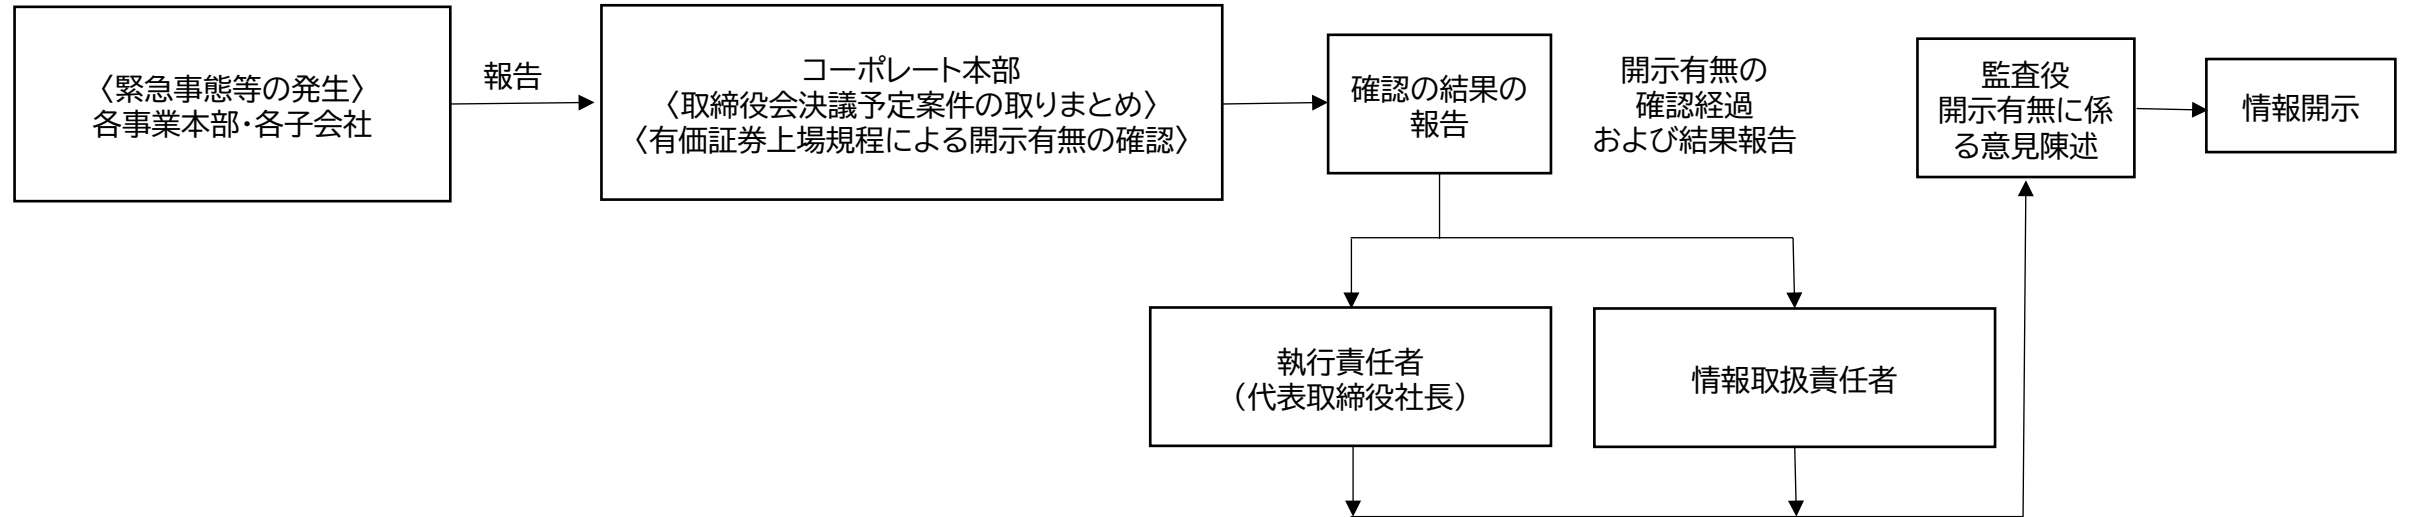 〈緊急事態等の発生〉
各事業本部・各子会社
報告
コーポレート本部
〈取締役会決議予定案件の取りまとめ〉
〈有価証券上場規程による開示有無の確認〉
確認の結果の
報告
開示有無の
確認経過
および結果報告
監査役
開示有無に係
る意見陳述
情報開示
執行責任者
（代表取締役社長）
情報取扱責任者